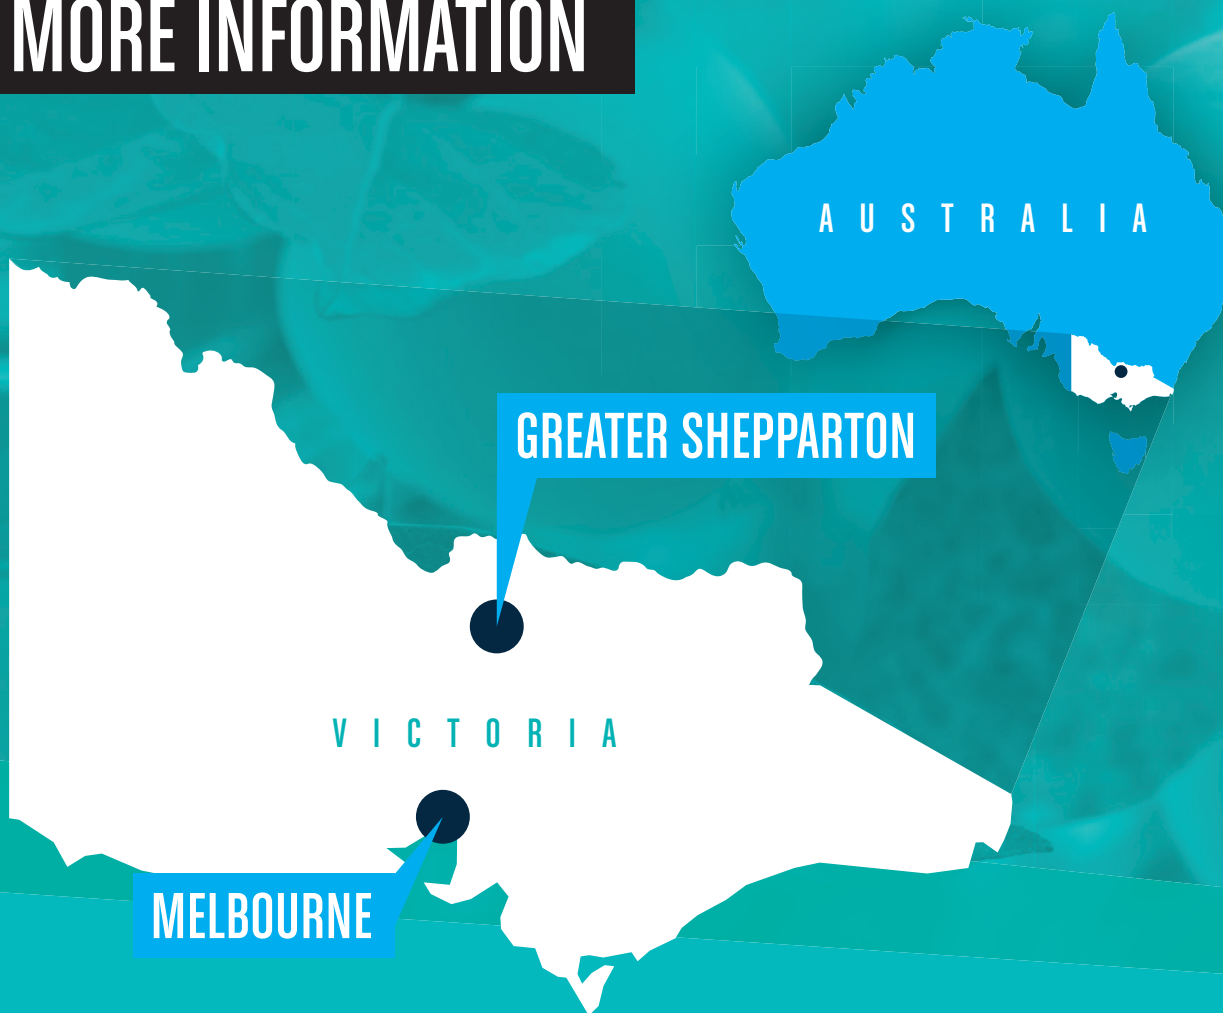 MORE INFORMATION
AUSTRALIA
GREATER SHEPPARTON
VICTORIA
MELBOURNE